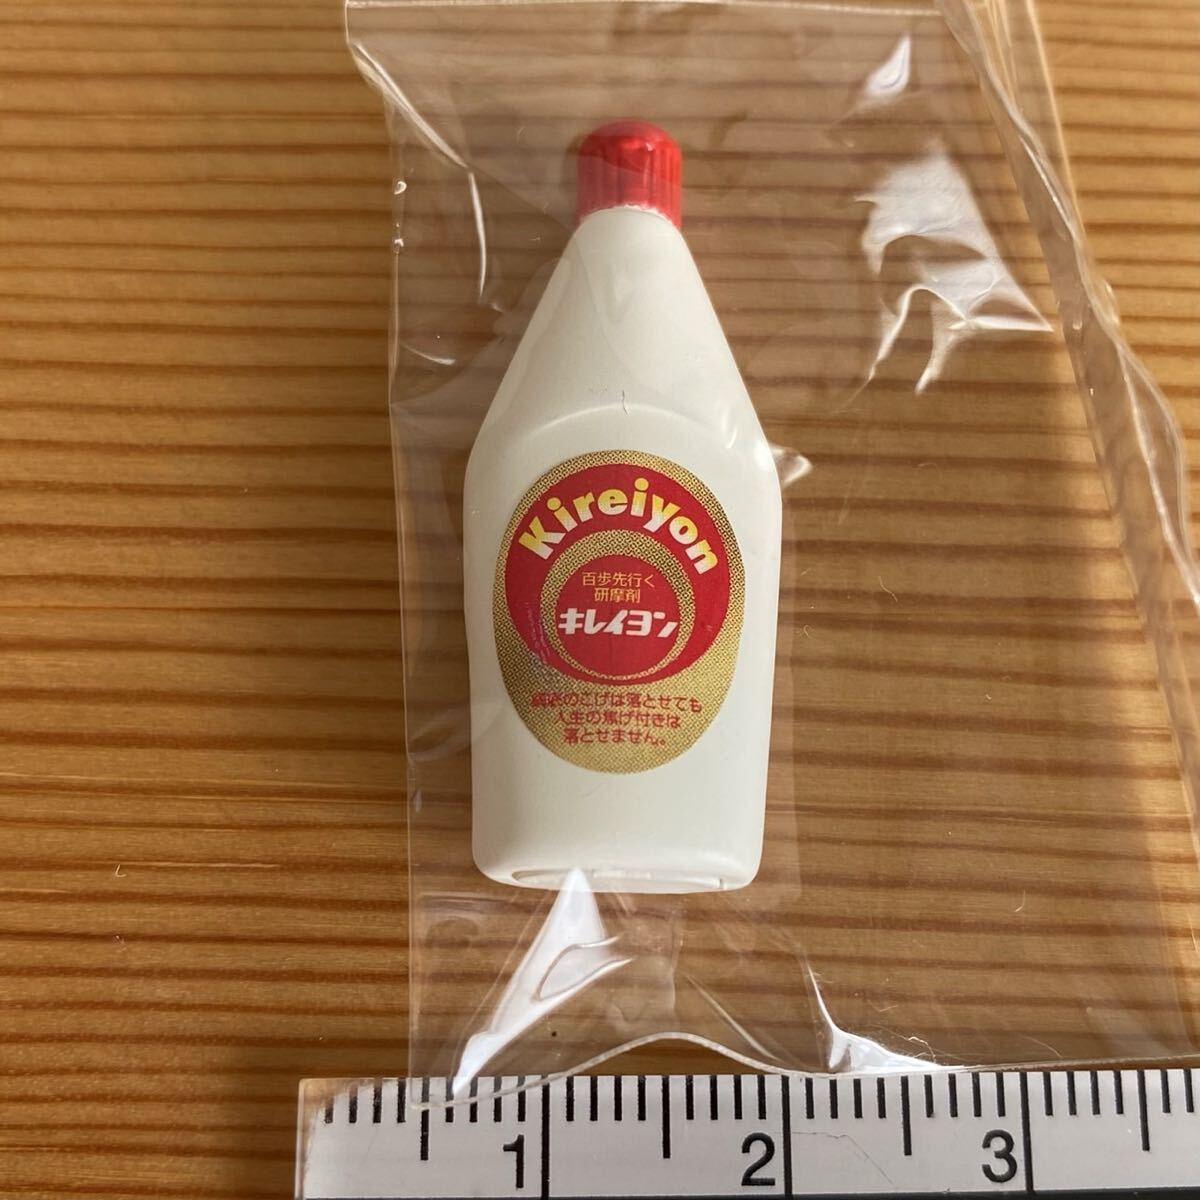 Kireiyon
百歩先行く
研摩剤
キレイヨン
のこげは落とせても
人生の焦げ付きは
落とせません。
1 2 3